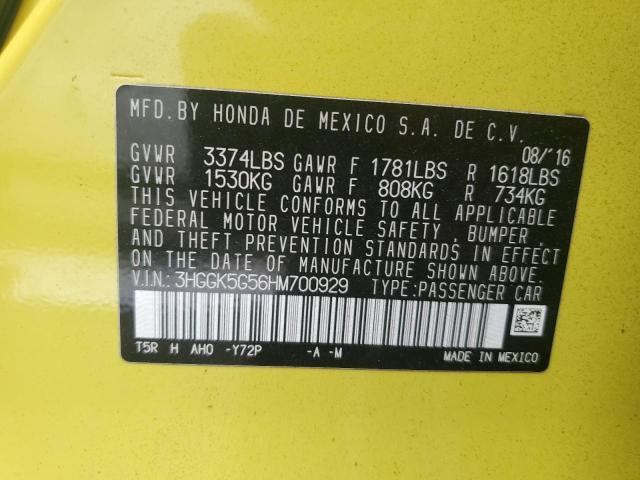 MFD. BY HONDA DE MEXICO S.A. DE C.V.
08/'16
GVWR 3374LBS GAWR F 1781LBS R 1618LBS
GVWR 1530KG GAWR F 808KG R 734KG
THIS VEHICLE CONFORMS TO ALL APPLICABLE
FEDERAL MOTOR VEHICLE SAFETY, BUMPER,
AND THEFT PREVENTION STANDARDS IN EFFECT
ON THE DATE OF MANUFACTURE SHOWN ABOVE.
V.I.N.: 3HGGK5G56HM700929 TYPE:PASSENGER CAR
T5R H AH0 -Y72P -A -M MADE IN MEXICO